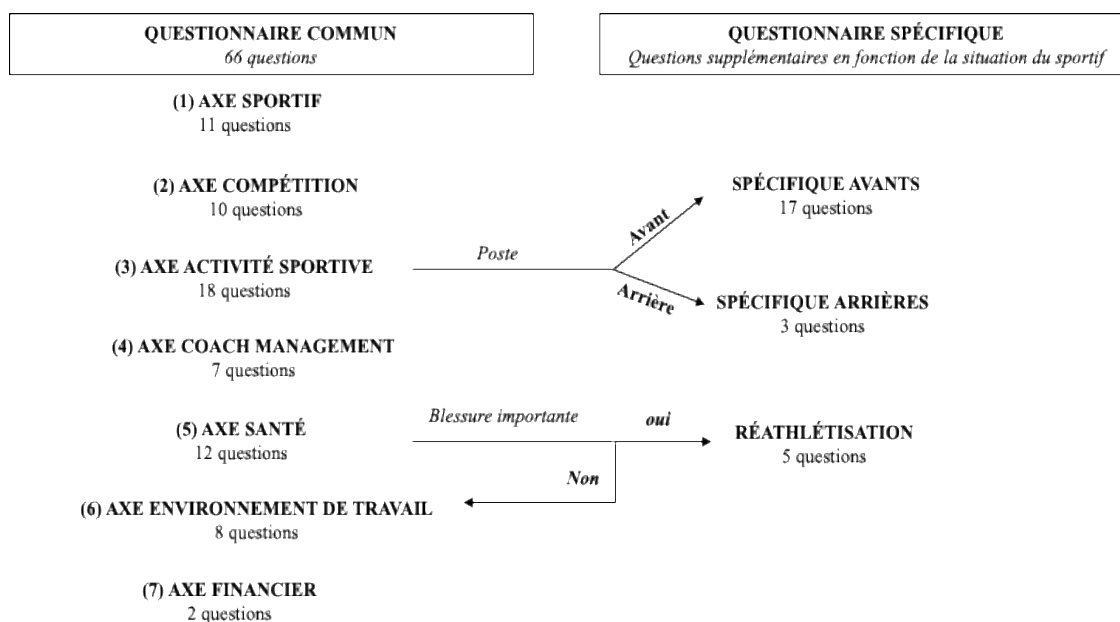 QUESTIONNAIRE COMMUN
66 questions
QUESTIONNAIRE SPÉCIFIQUE
Questions supplémentaires en fonction de la situation du sportif
(1) AXE SPORTIF
11 questions
(2) AXE COMPÉTITION
10 questions
SPÉCIFIQUE AVANTS
17 questions
(3) AXE ACTIVITÉ SPORTIVE
18 questions
Poste
Avant
Arrière
SPÉCIFIQUE ARRIÈRES
3 questions
(4) AXE COACH MANAGEMENT
7 questions
(5) AXE SANTÉ
12 questions
Blessure importante
oui
Non
RÉATHLÉTISATION
5 questions
(6) AXE ENVIRONNEMENT DE TRAVAIL
8 questions
(7) AXE FINANCIER
2 questions